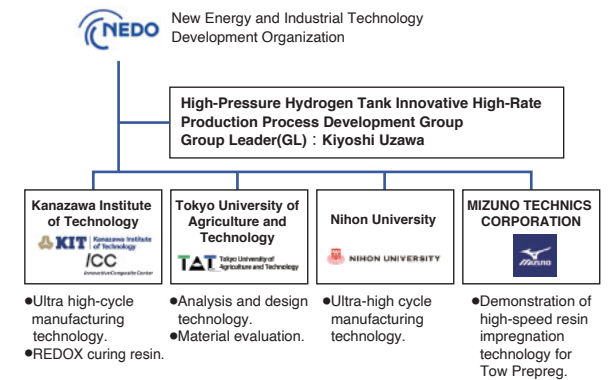 NEDO
New Energy and Industrial Technology
Development Organization
High-Pressure Hydrogen Tank Innovative High-Rate
Production Process Development Group
Group Leader(GL)：Kiyoshi Uzawa
Kanazawa Institute
of Technology
KIT Kanazawa Institute
of Technology
ICC
InnovativeComposite Center
●Ultra high-cycle
manufacturing
technology.
●REDOX curing resin.
Tokyo University of
Agriculture and
Technology
TAT Tokyo University of
Agriculture and Technology
●Analysis and design
technology.
●Material evaluation.
Nihon University
NIHON UNIVERSITY
●Ultra-high cycle
manufacturing
technology.
MIZUNO TECHNICS
CORPORATION
MIZUNO
●Demonstration of
high-speed resin
impregnation
technology for
Tow Prepreg.